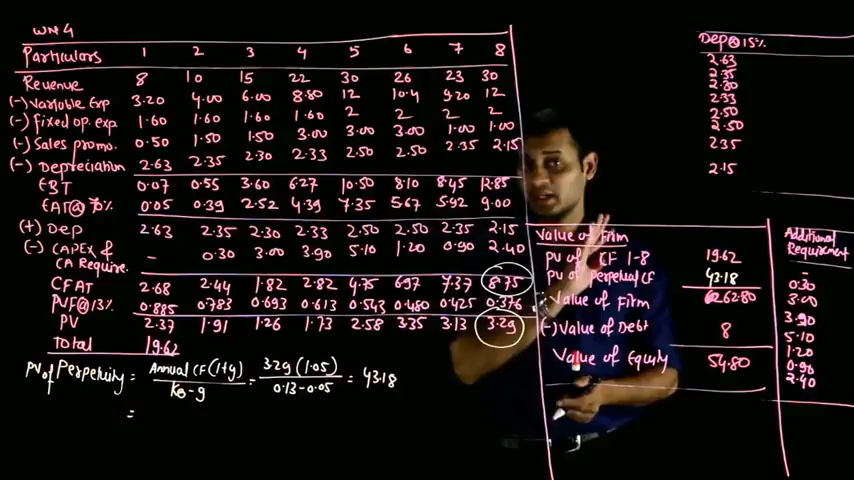 WN 4
Particulars 1 2 3 4 5 6 7 8
Revenue 8 10 15 22 30 26 23 30
(-) Variable Exp 3.20 4.00 6.00 8.80 12 10.4 9.20 12
(-) fixed op. exp 1.60 1.60 1.60 1.60 2 2 2 2
(-) Sales promo. 0.50 1.50 1.50 3.00 3.00 3.00 1.00 1.00
(-) Depreciation 2.63 2.35 2.30 2.33 2.50 2.50 2.35 2.15
EBT 0.07 0.55 3.60 6.27 10.50 8.10 8.45 12.85
EAT@ 70% 0.05 0.39 2.52 4.39 7.35 5.67 5.92 9.00
(+) Dep 2.63 2.35 2.30 2.33 2.50 2.50 2.35 2.15
(-) CAPEX & CA Require. - 0.30 3.00 3.90 5.10 1.20 0.90 2.40
CFAT 2.68 2.44 1.82 2.82 4.75 6.97 7.37 8.75
PVF@13% 0.885 0.783 0.693 0.613 0.543 0.480 0.425 0.376
PV 2.37 1.91 1.26 1.73 2.58 3.35 3.13 3.29
Total 19.62
PV of Perpetuity = Annual CF (1+g) / Ko-g = 3.29 (1.05) / 0.13-0.05 = 43.18
=
Dep@15%
2.63
2.35
2.30
2.33
2.50
2.50
2.35
2.15
Value of Firm
PV of CF 1-8 19.62
PV of Perpetual CF 43.18
Value of Firm 62.80
(-) Value of Debt 8
Value of Equity 54.80
Additional
Requirement
-
0.30
3.00
3.90
5.10
1.20
0.90
2.40